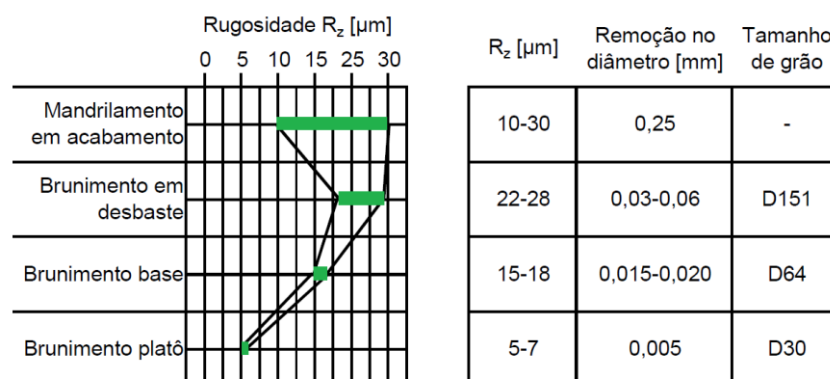 Rugosidade Rz [µm]
0 5 10 15 25 30
Rz [µm] Remoção no diâmetro [mm] Tamanho de grão
Mandrilamento
em acabamento
10-30 0,25 -
Brunimento em
desbaste
22-28 0,03-0,06 D151
Brunimento base
15-18 0,015-0,020 D64
Brunimento platô
5-7 0,005 D30